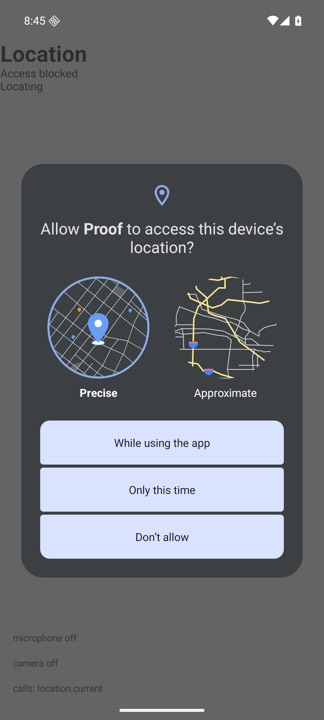 8:45
Location
Access blocked
Locating
Allow Proof to access this device's
location?
Precise
Approximate
While using the app
Only this time
Don't allow
microphone off
camera off
calls: location.current